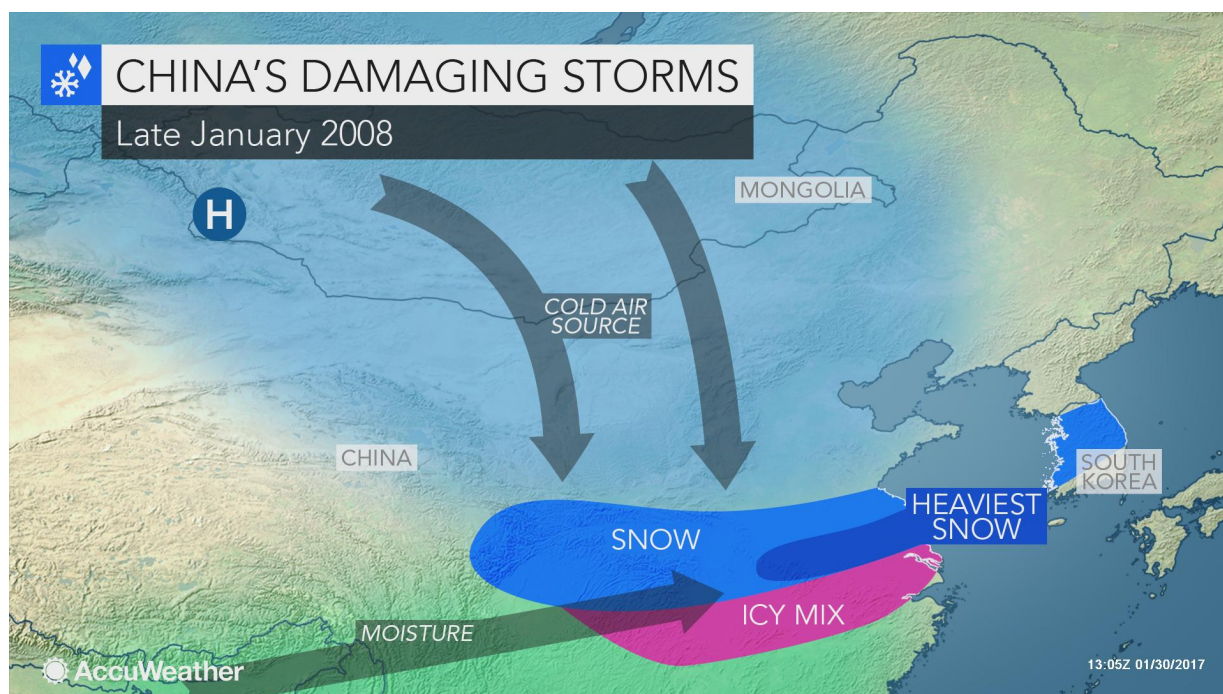 CHINA'S DAMAGING STORMS
Late January 2008
H
MONGOLIA
COLD AIR
SOURCE
CHINA
SOUTH
KOREA
HEAVIEST
SNOW
SNOW
ICY MIX
MOISTURE
AccuWeather
13:05Z 01/30/2017